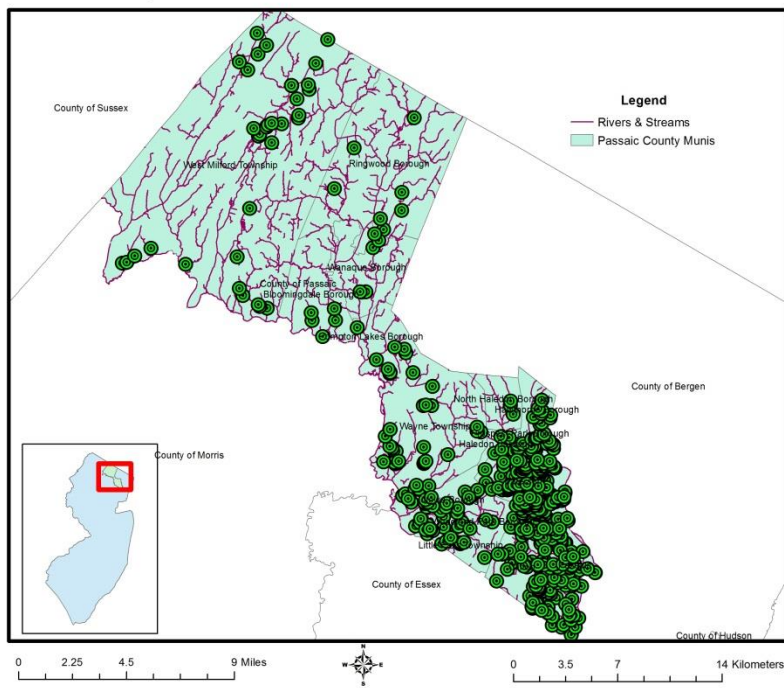 County of Sussex
Legend
Rivers & Streams
Passaic County Munis
West Milford Township
Ringwood Borough
Wanaque Borough
County of Passaic
Bloomingdale Borough
Lakes Borough
County of Bergen
North Haledon Borough
Borough
Wayne Township
Borough
Haledon
County of Morris
Township
County of Essex
County of Hudson
N
W E
S
0 2.25 4.5 9 Miles
0 3.5 7 14 Kilometers